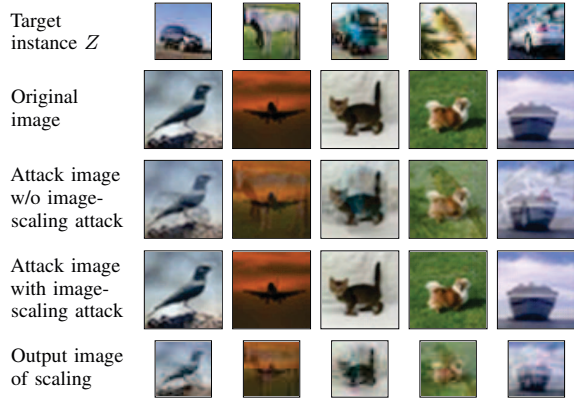 Target
instance Z
Original
image
Attack image
w/o image-
scaling attack
Attack image
with image-
scaling attack
Output image
of scaling